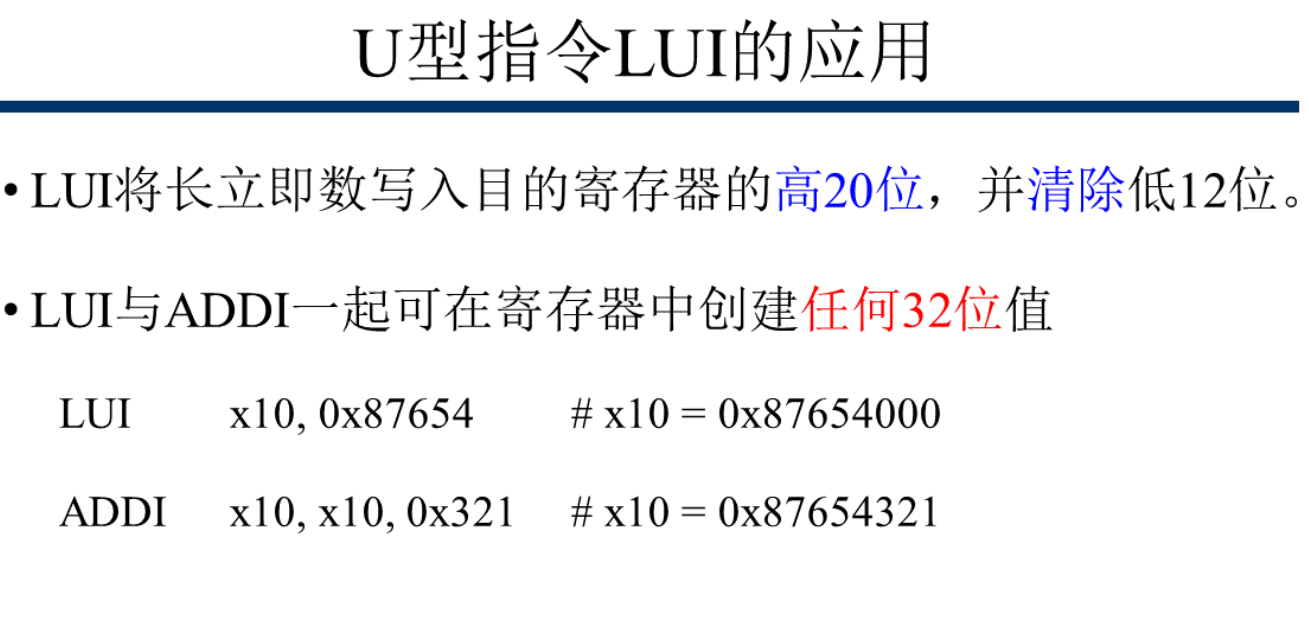 U型指令LUI的应用
• LUI将长立即数写入目的寄存器的高20位，并清除低12位。
• LUI与ADDI一起可在寄存器中创建任何32位值
LUI x10, 0x87654 # x10 = 0x87654000
ADDI x10, x10, 0x321 # x10 = 0x87654321